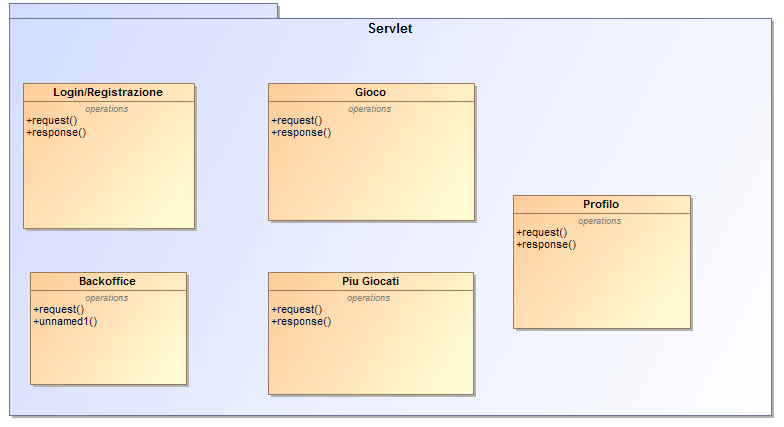 Servlet
Login/Registrazione
operations
+request()
+response()
Gioco
operations
+request()
+response()
Profilo
operations
+request()
+response()
Backoffice
operations
+request()
+unnamed1()
Piu Giocati
operations
+request()
+response()